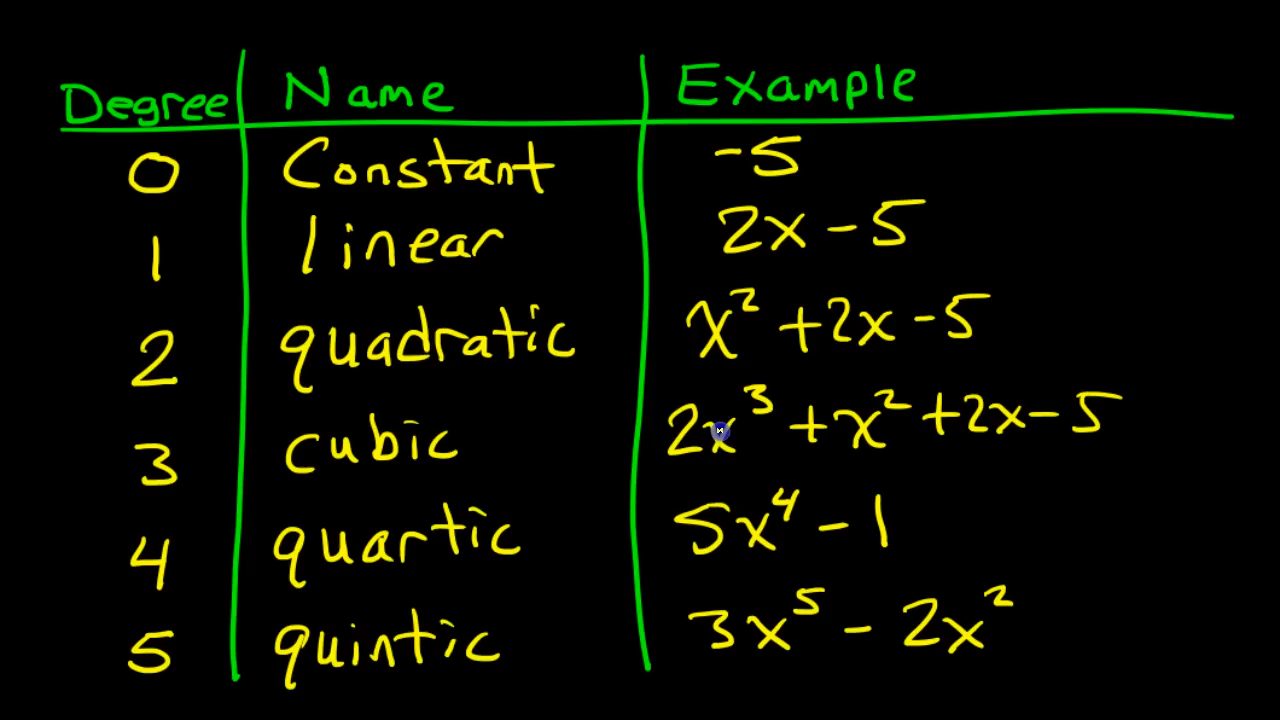 Degree Name Example
0 Constant -5
1 linear 2x - 5
2 quadratic x² + 2x - 5
3 cubic 2x³ + x² + 2x - 5
4 quartic 5x⁴ - 1
5 quintic 3x⁵ - 2x²